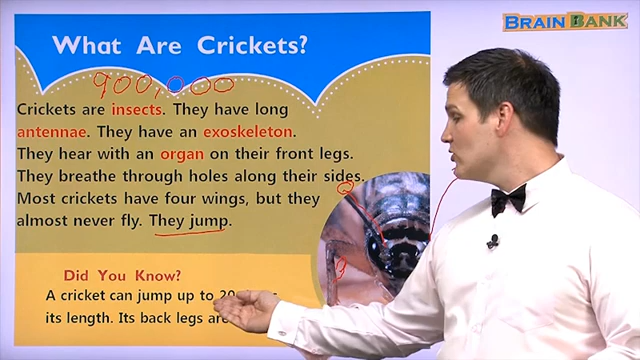 BRAIN BANK
What Are Crickets?
900,000
Crickets are insects. They have long
antennae. They have an exoskeleton.
They hear with an organ on their front legs.
They breathe through holes along their sides.
Most crickets have four wings, but they
almost never fly. They jump.
Did You Know?
A cricket can jump up to 20
its length. Its back legs are